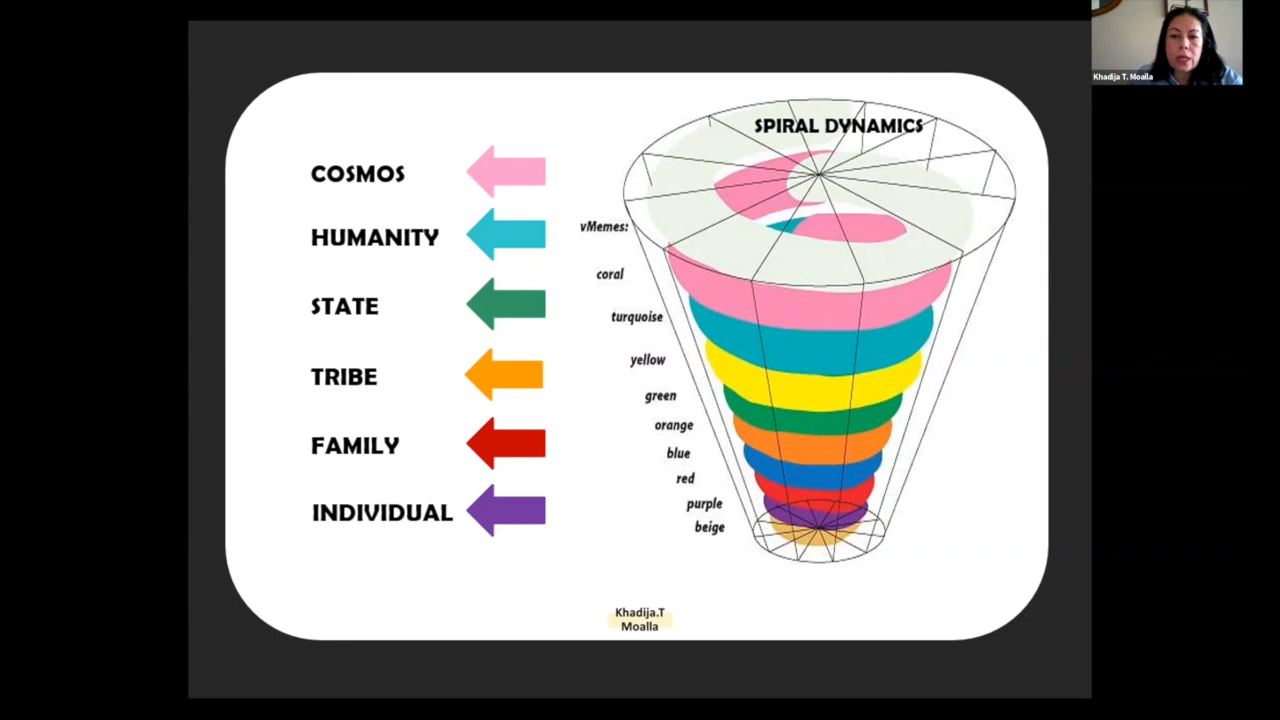 Khadija T. Moalla
SPIRAL DYNAMICS
COSMOS
HUMANITY
STATE
TRIBE
FAMILY
INDIVIDUAL
vMemes:
coral
turquoise
yellow
green
orange
blue
red
purple
beige
Khadija.T
Moalla